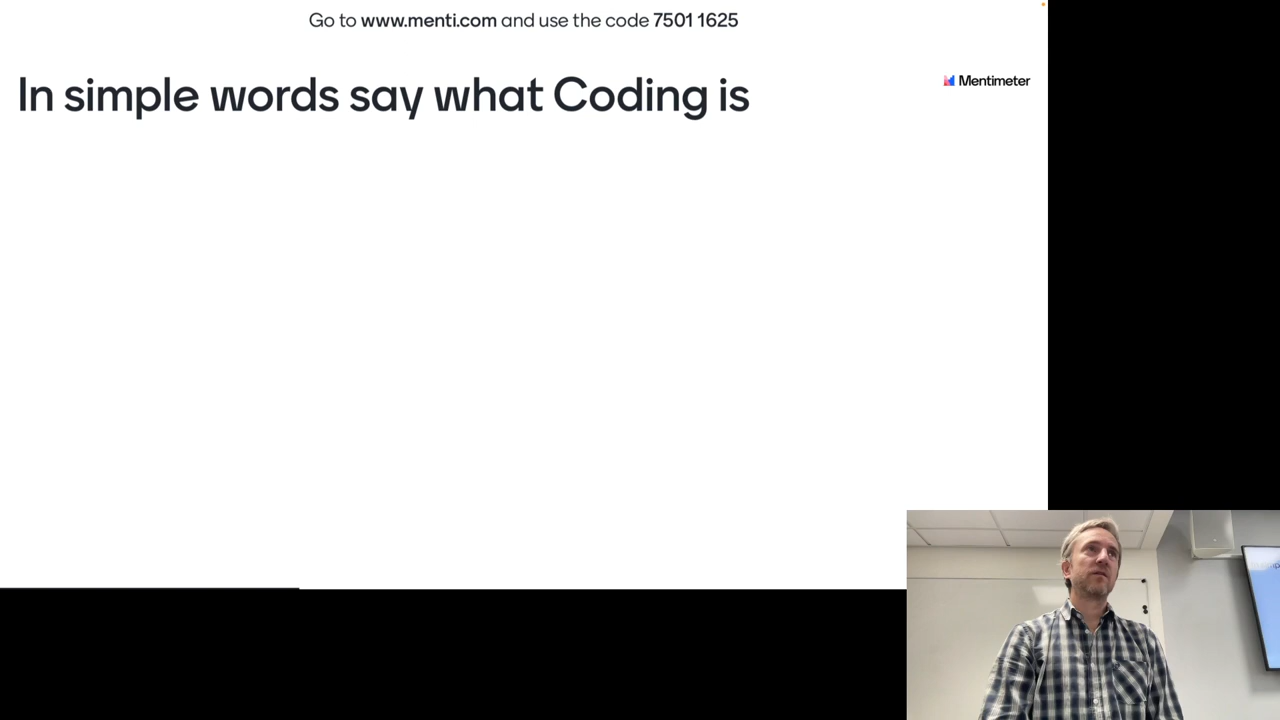 Go to www.menti.com and use the code 7501 1625
In simple words say what Coding is
Mentimeter